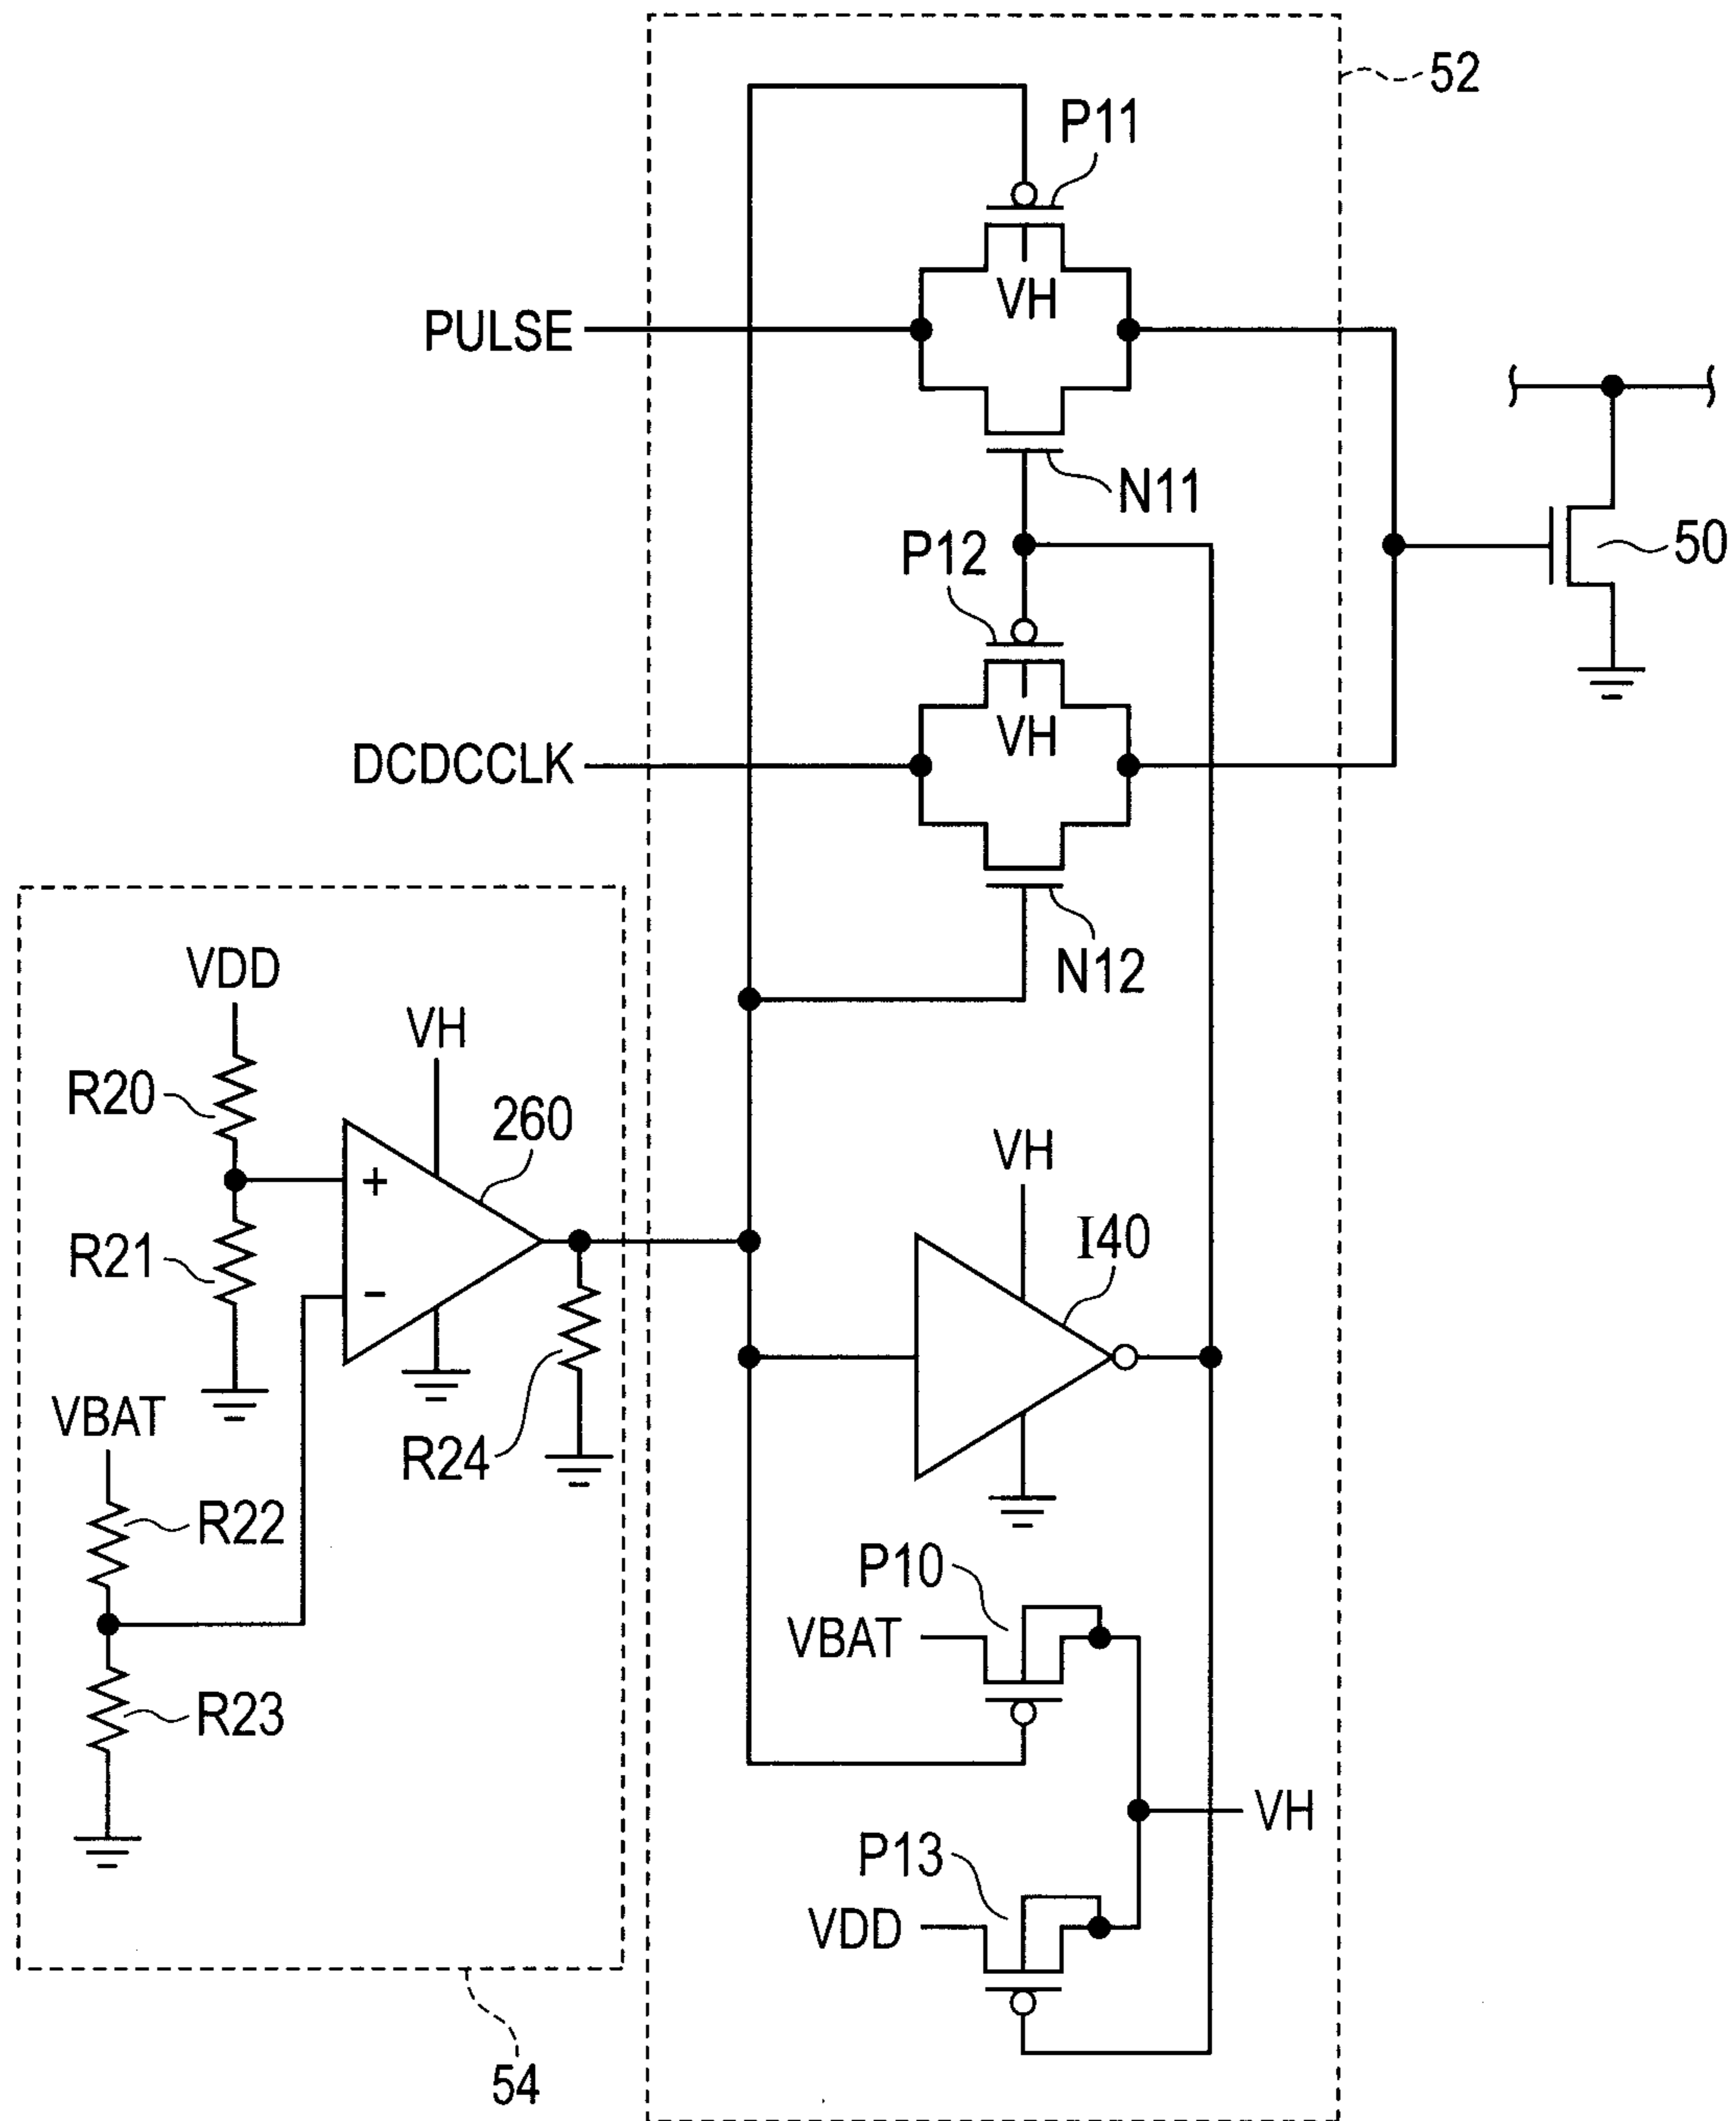 52
P11
VH
PULSE
N11
50
P12
VH
DCDCCLK
N12
VDD
VH
R20
260
+
R21
-
VH
I40
VBAT
R24
R22
P10
VBAT
R23
VH
P13
VDD
54